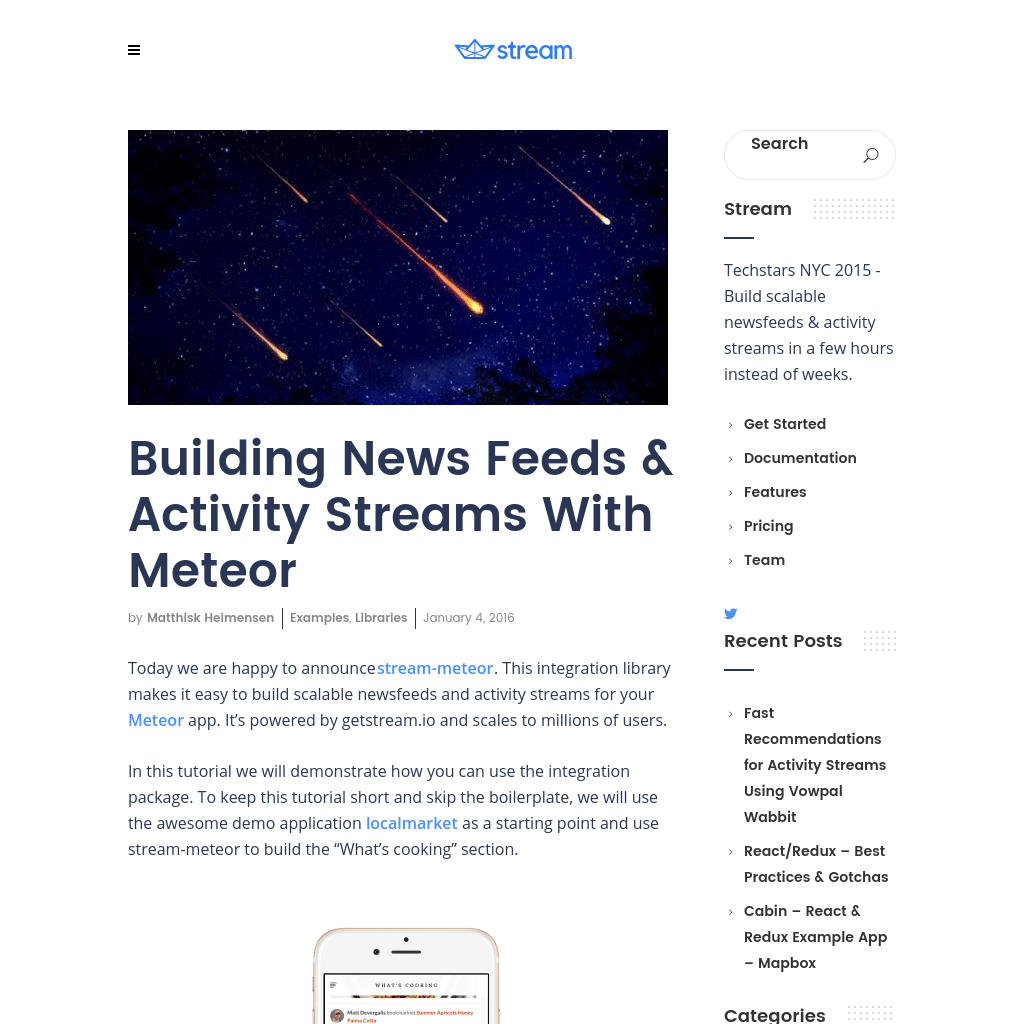 stream
Search
Building News Feeds &
Activity Streams With
Meteor
by Matthisk Heimensen | Examples, Libraries | January 4, 2016
Today we are happy to announce stream-meteor. This integration library
makes it easy to build scalable newsfeeds and activity streams for your
Meteor app. It’s powered by getstream.io and scales to millions of users.
In this tutorial we will demonstrate how you can use the integration
package. To keep this tutorial short and skip the boilerplate, we will use
the awesome demo application localmarket as a starting point and use
stream-meteor to build the “What’s cooking” section.
WHAT'S COOKING
Matt Devergalis bookmarked Summer Apricots Honey
Panna Cotta
Stream
Techstars NYC 2015 -
Build scalable
newsfeeds & activity
streams in a few hours
instead of weeks.
Get Started
Documentation
Features
Pricing
Team
Recent Posts
Fast
Recommendations
for Activity Streams
Using Vowpal
Wabbit
React/Redux – Best
Practices & Gotchas
Cabin – React &
Redux Example App
– Mapbox
Categories